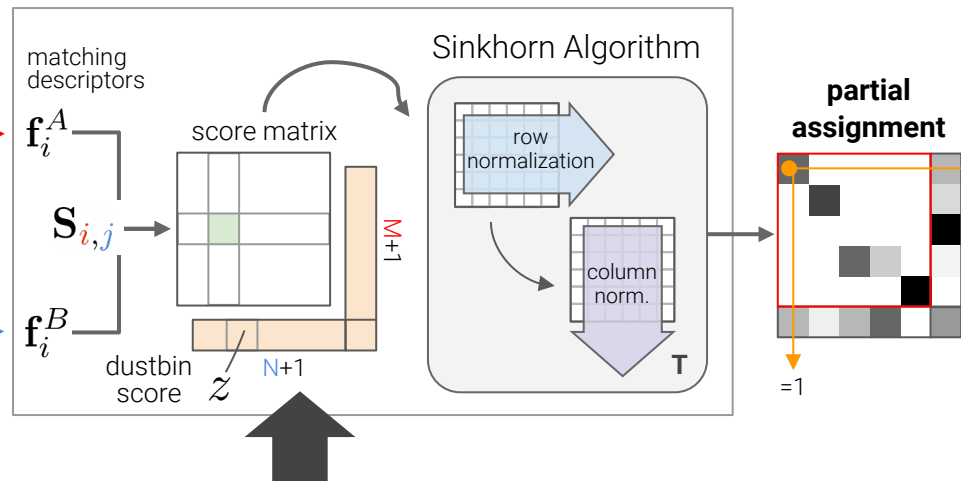 matching
descriptors
f_i^A
S_{i,j}
f_i^B
score matrix
M+1
N+1
dustbin
score
z
Sinkhorn Algorithm
row
normalization
column
norm.
T
partial
assignment
=1